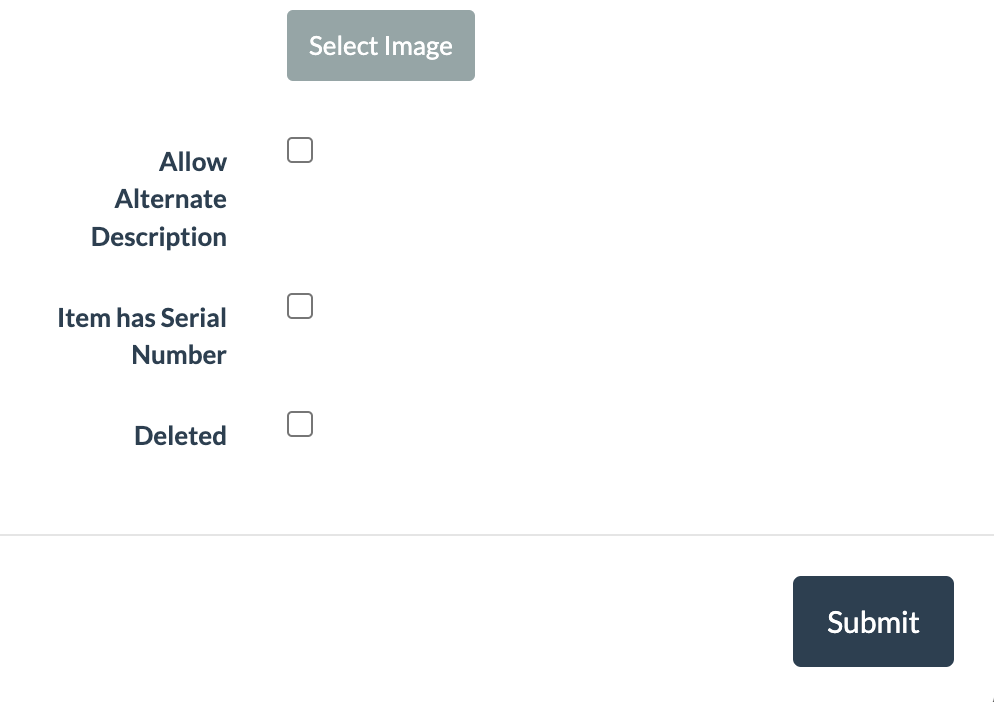 Select Image
Allow
Alternate
Description
Item has Serial
Number
Deleted
Submit